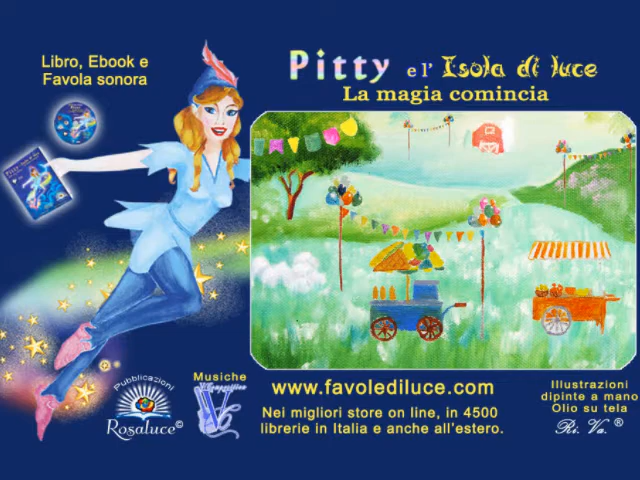 Libro, Ebook e
Favola sonora
Pitty e l' Isola di luce
La magia comincia
Pubblicazioni
Rosaluce©
Musiche
www.favolediluce.com
Nei migliori store on line, in 4500
librerie in Italia e anche all'estero.
Illustrazioni
dipinte a mano
Olio su tela
Ri. Va.®